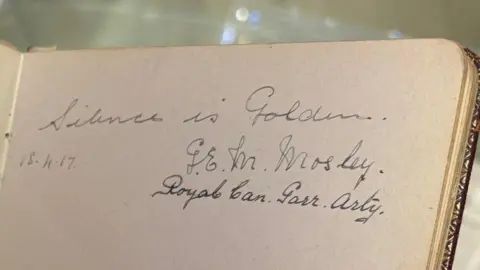 Silence is Golden.
G.E.M. Mosley.
18.4.17.
Royal Can. Garr. Arty.